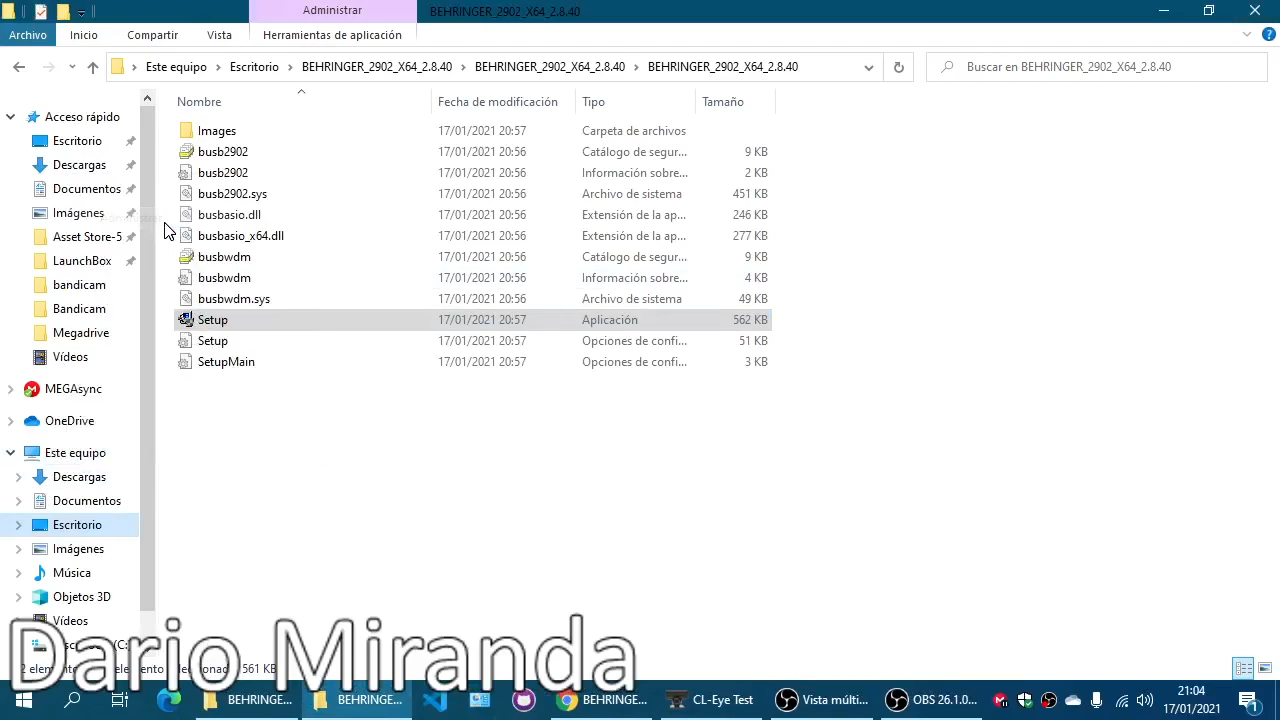 Administrar
BEHRINGER_2902_X64_2.8.40
Archivo
Inicio
Compartir
Vista
Herramientas de aplicación
Este equipo
Escritorio
BEHRINGER_2902_X64_2.8.40
BEHRINGER_2902_X64_2.8.40
BEHRINGER_2902_X64_2.8.40
Buscar en BEHRINGER_2902_X64_2.8.40
Nombre
Fecha de modificación
Tipo
Tamaño
Acceso rápido
Escritorio
Descargas
Documentos
Imágenes
Asset Store-5
LaunchBox
bandicam
Bandicam
Megadrive
Vídeos
MEGAsync
OneDrive
Este equipo
Descargas
Documentos
Escritorio
Imágenes
Música
Objetos 3D
Vídeos
Images 17/01/2021 20:57 Carpeta de archivos
busb2902 17/01/2021 20:56 Catálogo de segur... 9 KB
busb2902 17/01/2021 20:56 Información sobre... 2 KB
busb2902.sys 17/01/2021 20:56 Archivo de sistema 451 KB
busbasio.dll 17/01/2021 20:56 Extensión de la ap... 246 KB
busbasio_x64.dll 17/01/2021 20:56 Extensión de la ap... 277 KB
busbwdm 17/01/2021 20:56 Catálogo de segur... 9 KB
busbwdm 17/01/2021 20:56 Información sobre... 4 KB
busbwdm.sys 17/01/2021 20:56 Archivo de sistema 49 KB
Setup 17/01/2021 20:57 Aplicación 562 KB
Setup 17/01/2021 20:57 Opciones de confi... 51 KB
SetupMain 17/01/2021 20:57 Opciones de confi... 3 KB
Dario Miranda
561 KB
BEHRINGE...
BEHRINGE...
BEHRINGE...
CL-Eye Test
Vista múlti...
OBS 26.1.0...
21:04
17/01/2021
1